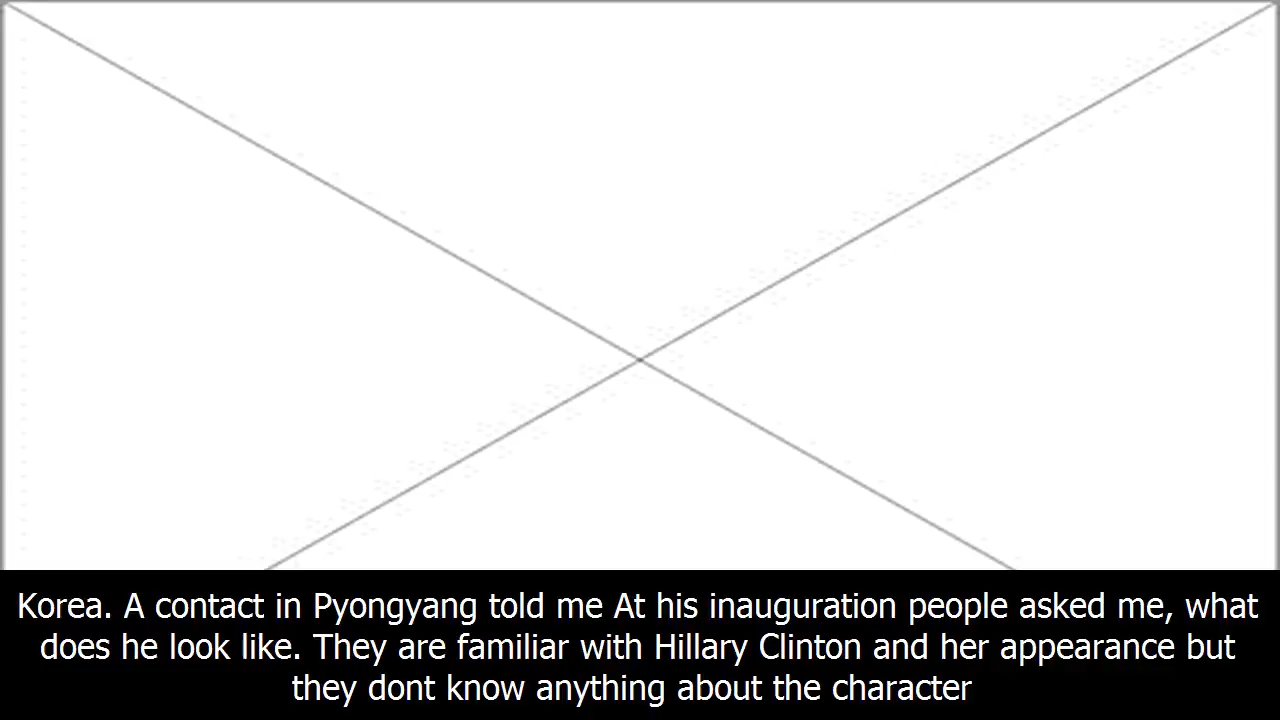 Korea. A contact in Pyongyang told me At his inauguration people asked me, what
does he look like. They are familiar with Hillary Clinton and her appearance but
they dont know anything about the character